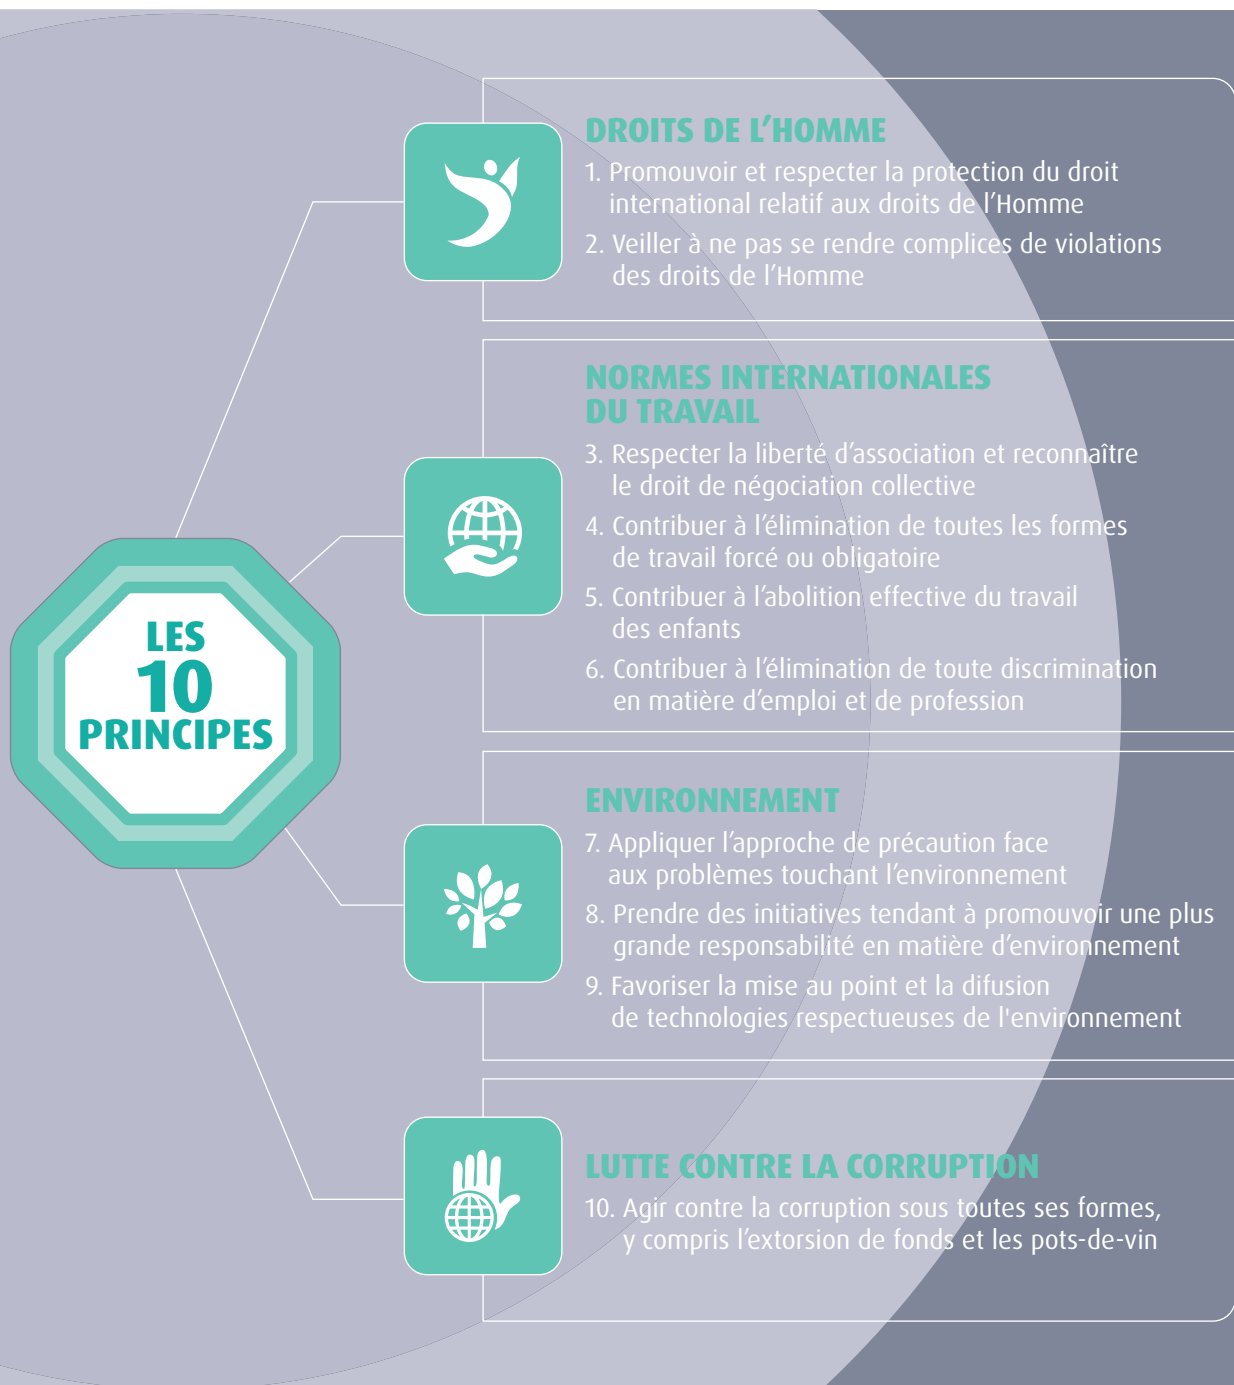 LES
10
PRINCIPES
DROITS DE L’HOMME
1. Promouvoir et respecter la protection du droit
international relatif aux droits de l’Homme
2. Veiller à ne pas se rendre complices de violations
des droits de l’Homme
NORMES INTERNATIONALES
DU TRAVAIL
3. Respecter la liberté d’association et reconnaître
le droit de négociation collective
4. Contribuer à l’élimination de toutes les formes
de travail forcé ou obligatoire
5. Contribuer à l’abolition effective du travail
des enfants
6. Contribuer à l’élimination de toute discrimination
en matière d’emploi et de profession
ENVIRONNEMENT
7. Appliquer l’approche de précaution face
aux problèmes touchant l’environnement
8. Prendre des initiatives tendant à promouvoir une plus
grande responsabilité en matière d’environnement
9. Favoriser la mise au point et la difusion
de technologies respectueuses de l'environnement
LUTTE CONTRE LA CORRUPTION
10. Agir contre la corruption sous toutes ses formes,
y compris l’extorsion de fonds et les pots-de-vin